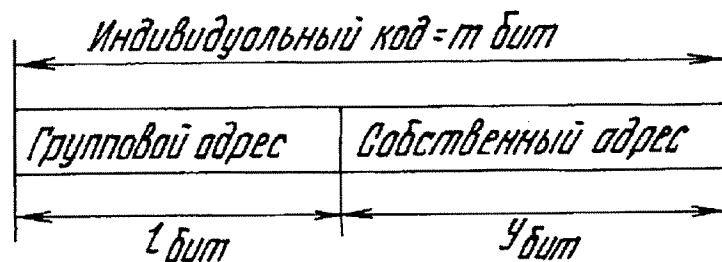 Индивидуальный код = m бит
Групповой адрес Собственный адрес
l бит y бит